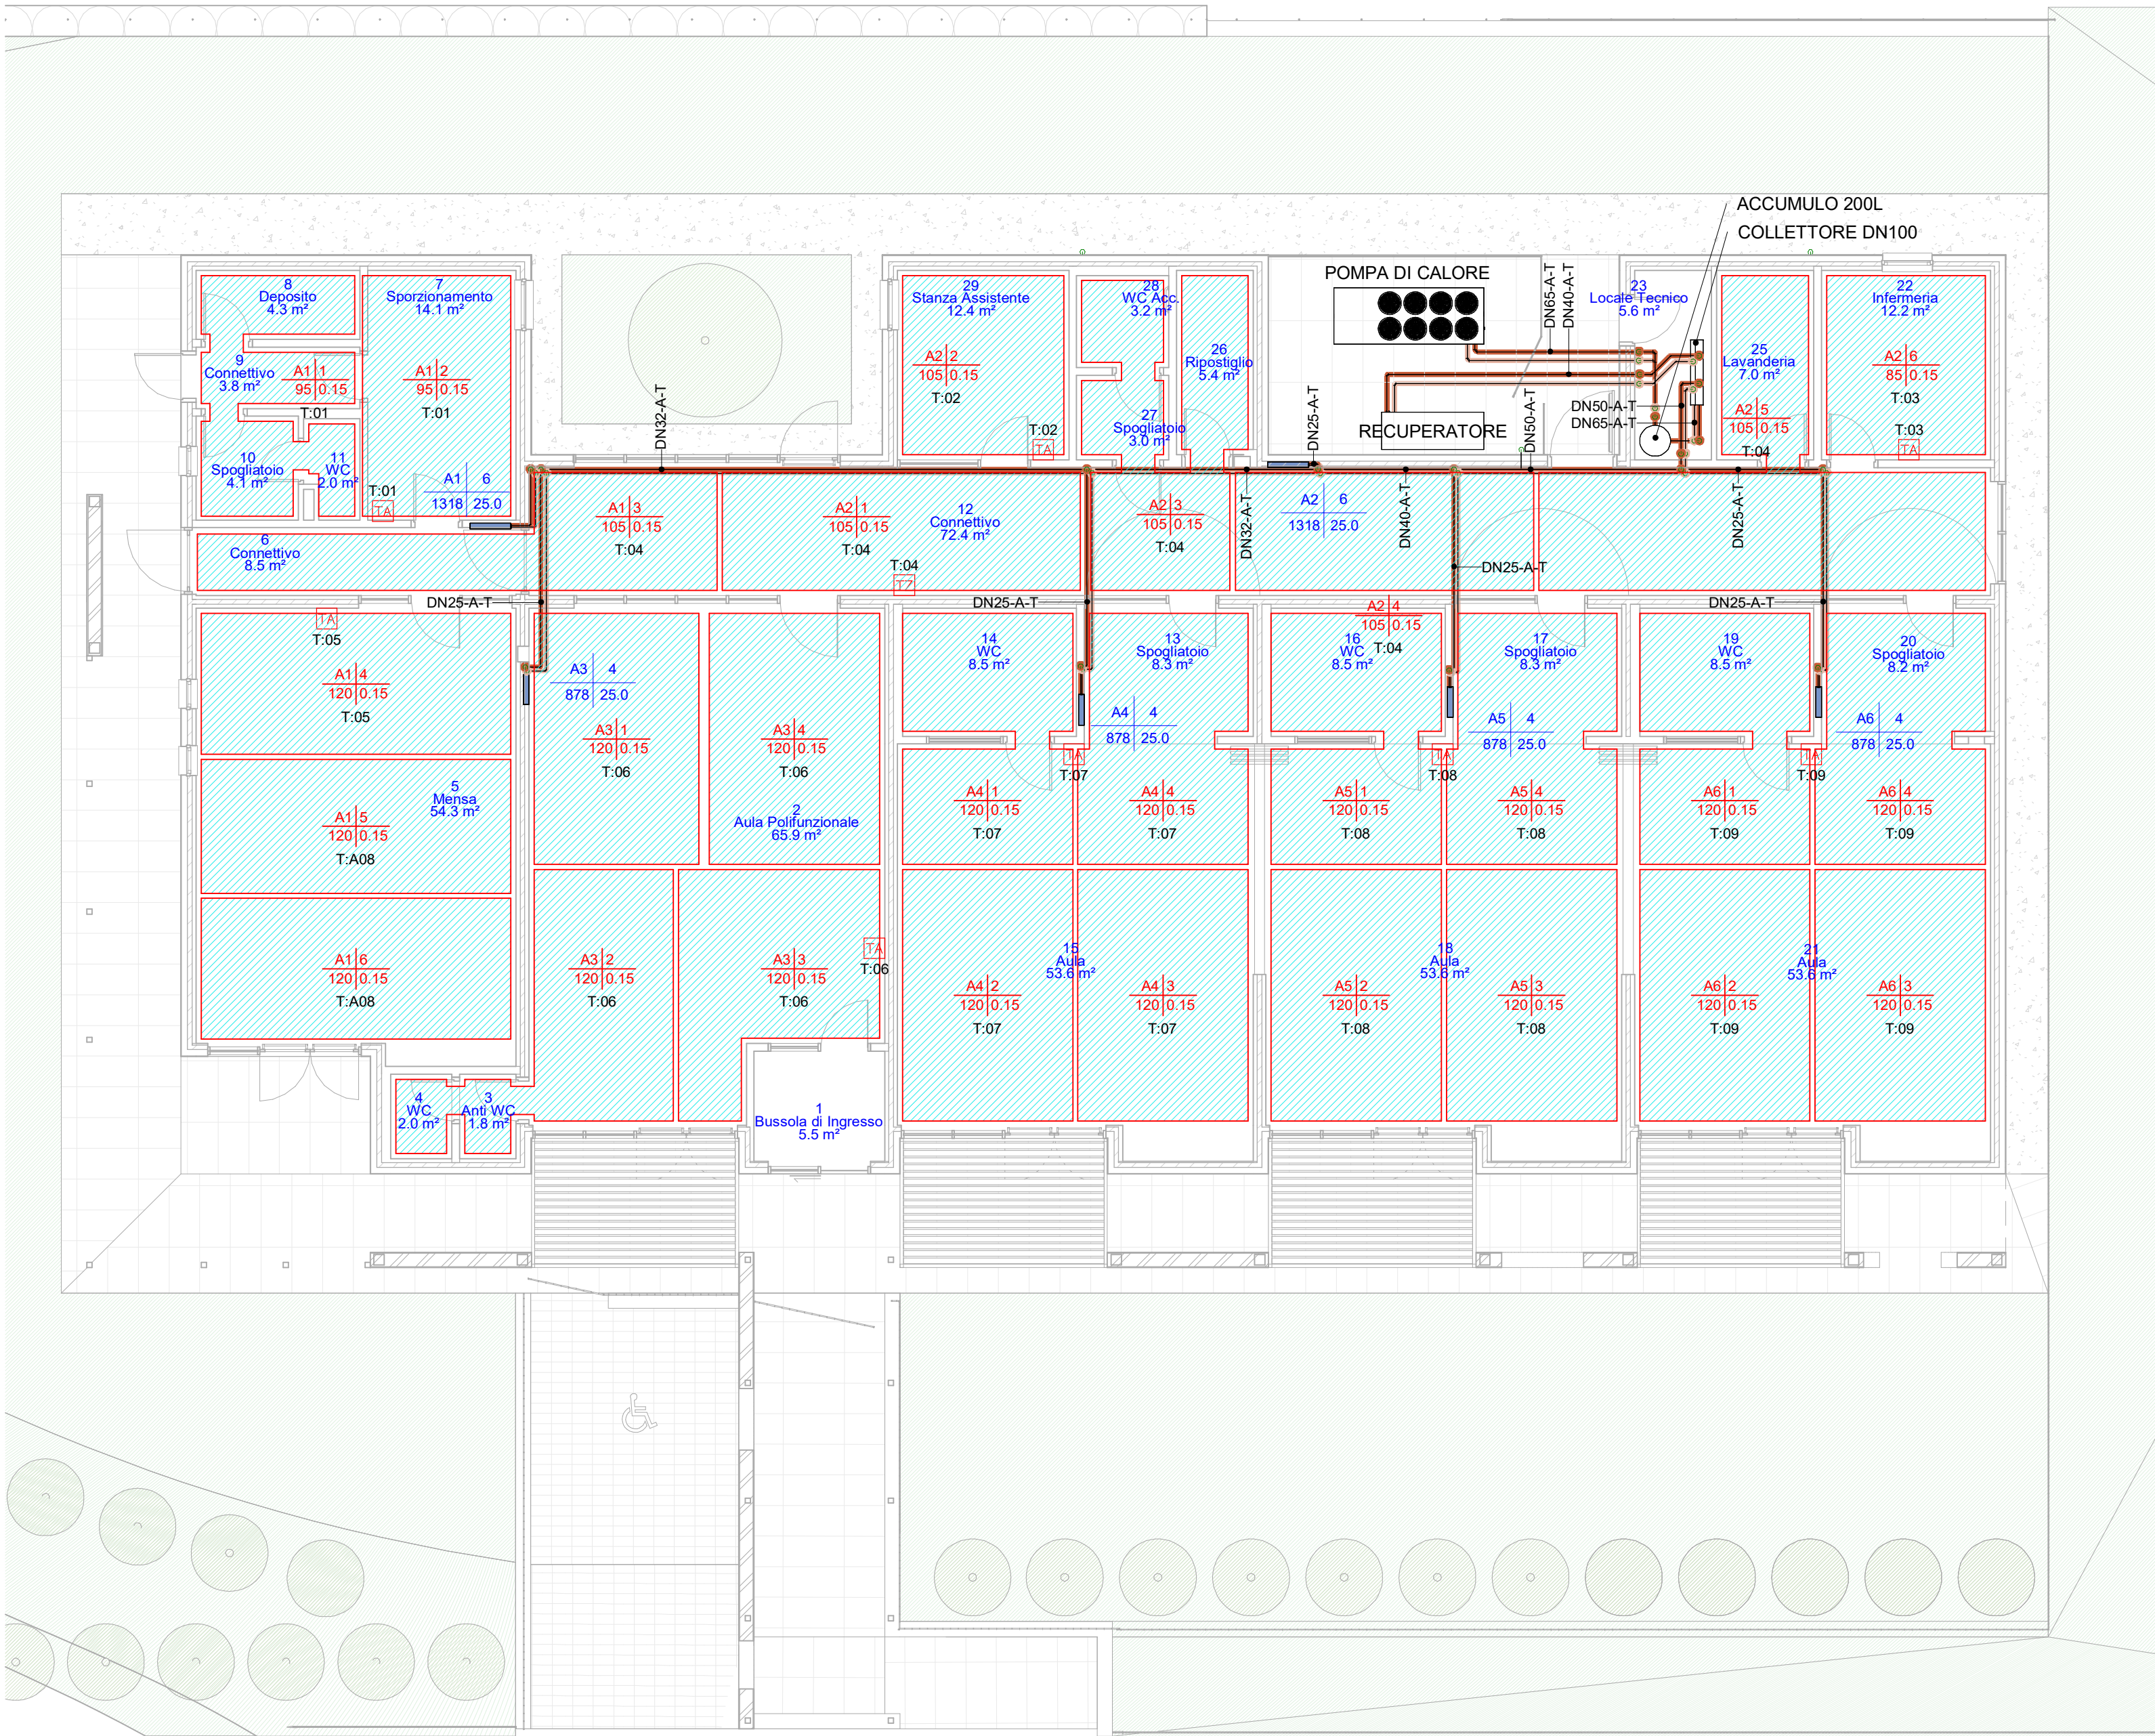 ACCUMULO 200L
COLLETTORE DN100
POMPA DI CALORE
DN65-A-T
DN40-A-T
8
Deposito
4.3 m²
7
Sporzionamento
14.1 m²
29
Stanza Assistente
12.4 m²
28
WC Acc.
3.2 m²
23
Locale Tecnico
5.6 m²
22
Infermeria
12.2 m²
9
Connettivo
3.8 m²
A1 1
95 0.15
T:01
A1 2
95 0.15
T:01
A2 2
105 0.15
T:02
26
Ripostiglio
5.4 m²
25
Lavanderia
7.0 m²
A2 6
85 0.15
T:03
DN32-A-T
27
Spogliatoio
3.0 m²
T:02
TA
DN25-A-T
RECUPERATORE
DN50-A-T
DN50-A-T
DN65-A-T
A2 5
105 0.15
T:04
T:03
TA
10
Spogliatoio
4.1 m²
11
WC
2.0 m²
T:01
TA
A1 6
1318 25.0
6
Connettivo
8.5 m²
A1 3
105 0.15
T:04
A2 1
105 0.15
T:04
12
Connettivo
72.4 m²
T:04
TZ
A2 3
105 0.15
T:04
DN32-A-T
A2 6
1318 25.0
DN40-A-T
DN25-A-T
DN25-A-T
DN25-A-T
DN25-A-T
DN25-A-T
TA
T:05
A1 4
120 0.15
T:05
A3 4
878 25.0
A3 1
120 0.15
T:06
A3 4
120 0.15
T:06
14
WC
8.5 m²
13
Spogliatoio
8.3 m²
16
WC
8.5 m²
A2 4
105 0.15
T:04
17
Spogliatoio
8.3 m²
19
WC
8.5 m²
20
Spogliatoio
8.2 m²
A4 4
878 25.0
A5 4
878 25.0
A6 4
878 25.0
TA
T:07
TA
T:08
TA
T:09
5
Mensa
54.3 m²
A1 5
120 0.15
T:A08
2
Aula Polifunzionale
65.9 m²
A4 1
120 0.15
T:07
A4 4
120 0.15
T:07
A5 1
120 0.15
T:08
A5 4
120 0.15
T:08
A6 1
120 0.15
T:09
A6 4
120 0.15
T:09
A1 6
120 0.15
T:A08
A3 2
120 0.15
T:06
A3 3
120 0.15
T:06
TA
T:06
15
Aula
53.6 m²
18
Aula
53.6 m²
21
Aula
53.6 m²
A4 2
120 0.15
T:07
A4 3
120 0.15
T:07
A5 2
120 0.15
T:08
A5 3
120 0.15
T:08
A6 2
120 0.15
T:09
A6 3
120 0.15
T:09
4
WC
2.0 m²
3
Anti WC
1.8 m²
1
Bussola di Ingresso
5.5 m²